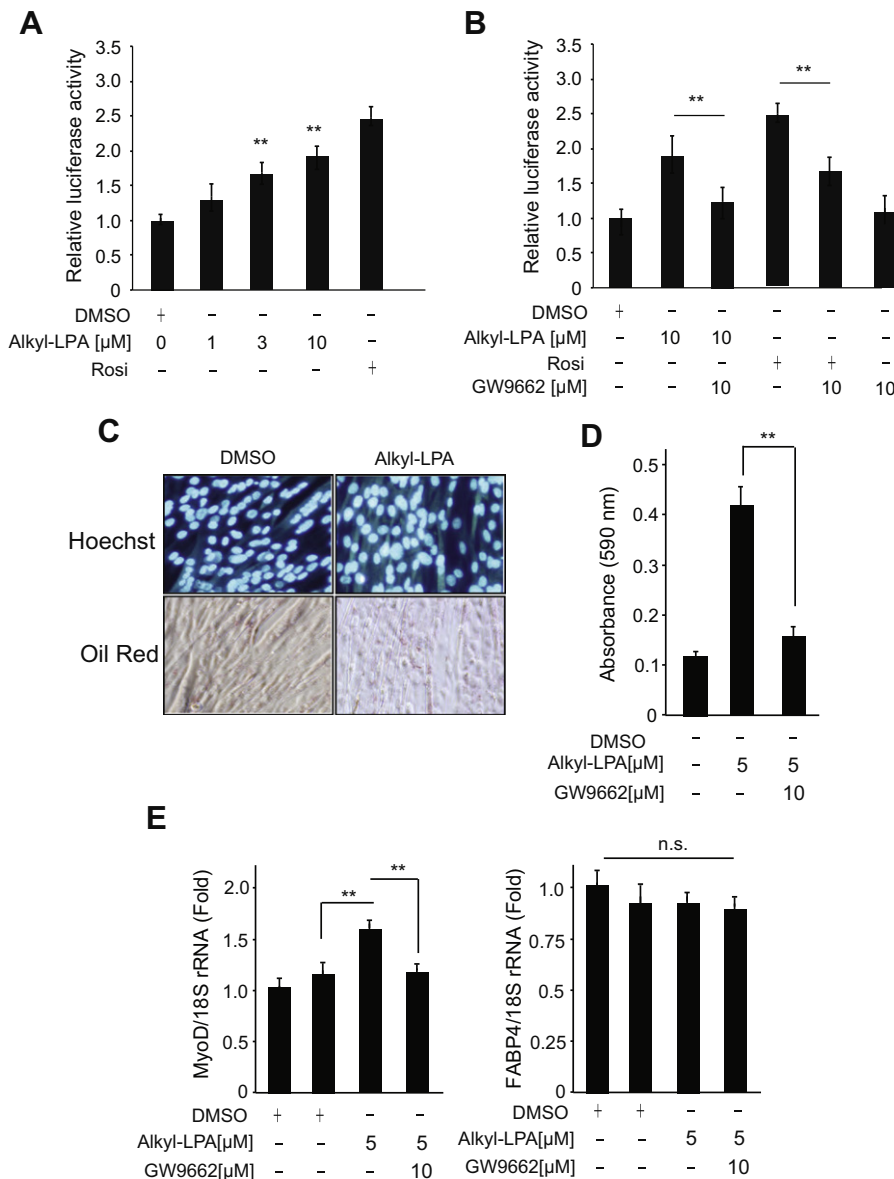 A
Relative luciferase activity
3.5
3.0
2.5
2.0
1.5
1.0
0.5
0
** **
DMSO + – – – –
Alkyl-LPA [µM] 0 1 3 10 –
Rosi – – – – +
B
Relative luciferase activity
3.5
3.0
2.5
2.0
1.5
1.0
0.5
0
** **
DMSO + – – – – –
Alkyl-LPA [µM] – 10 10 – – –
Rosi – – – + + –
GW9662 [µM] – – 10 – 10 10
C
DMSO Alkyl-LPA
Hoechst
Oil Red
D
Absorbance (590 nm)
0.4
0.3
0.2
0.1
0
**
DMSO – – –
Alkyl-LPA[µM] – 5 5
GW9662[µM] – – 10
E
MyoD/18S rRNA (Fold)
2.0
1.5
1.0
0.5
0
** **
DMSO + + – –
Alkyl-LPA[µM] – – 5 5
GW9662[µM] – – – 10
FABP4/18S rRNA (Fold)
1.0
0.75
0.5
0.25
0
n.s.
DMSO + + – –
Alkyl-LPA[µM] – – 5 5
GW9662[µM] – – – 10